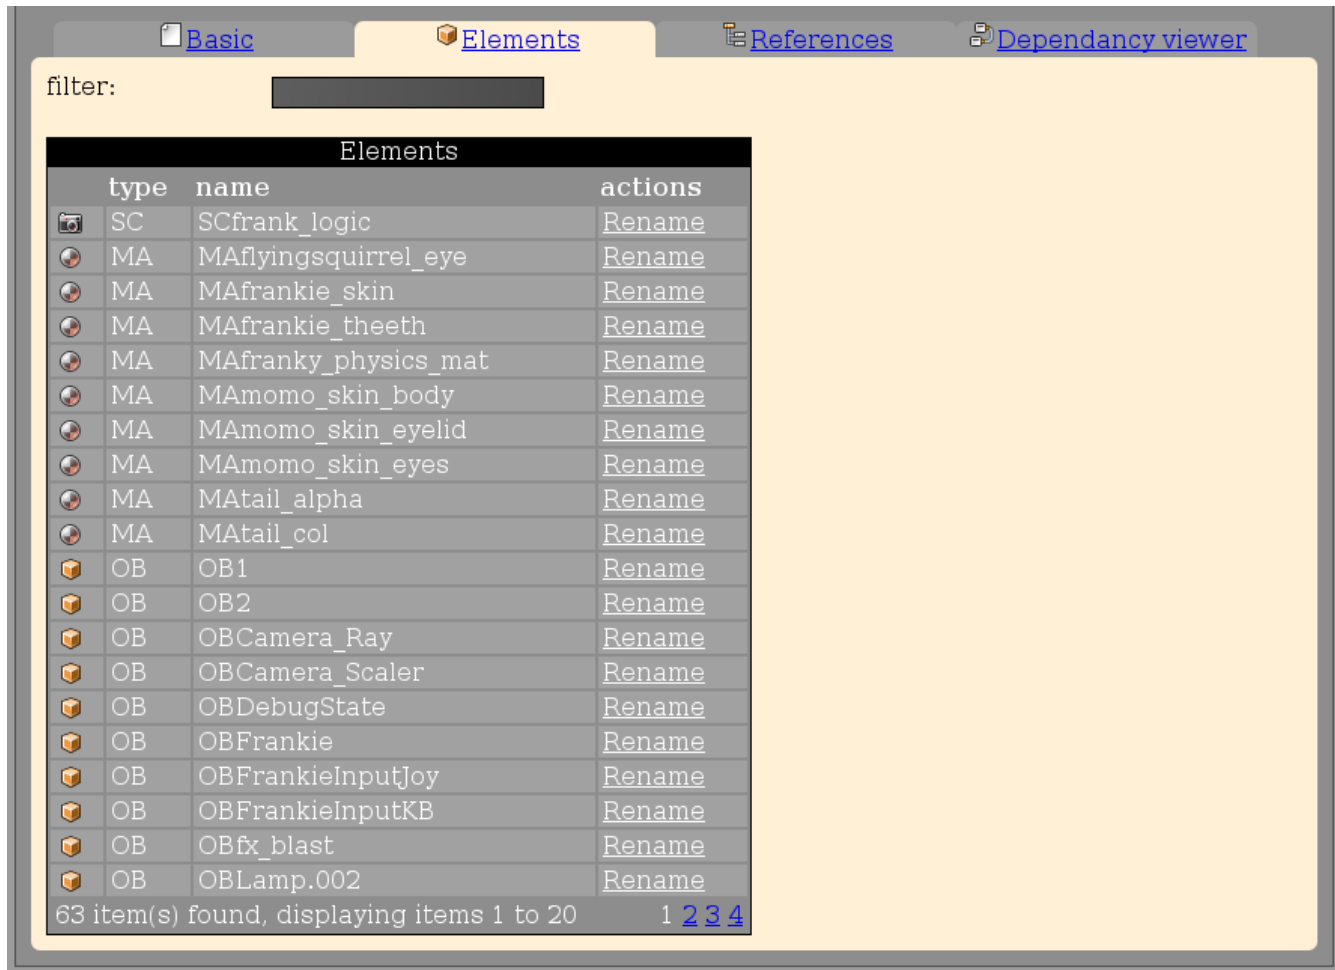 Basic Elements References Dependancy viewer
filter:
Elements
type name actions
SC SCfrank_logic Rename
MA MAflyingsquirrel_eye Rename
MA MAfrankie_skin Rename
MA MAfrankie_theeth Rename
MA MAfranky_physics_mat Rename
MA MAmomo_skin_body Rename
MA MAmomo_skin_eyelid Rename
MA MAmomo_skin_eyes Rename
MA MAtail_alpha Rename
MA MAtail_col Rename
OB OB1 Rename
OB OB2 Rename
OB OBCamera_Ray Rename
OB OBCamera_Scaler Rename
OB OBDebugState Rename
OB OBFrankie Rename
OB OBFrankieInputJoy Rename
OB OBFrankieInputKB Rename
OB OBfx_blast Rename
OB OBLamp.002 Rename
63 item(s) found, displaying items 1 to 20 1 2 3 4